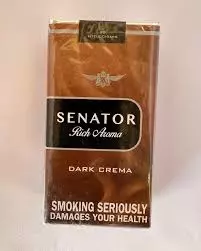 SENATOR
Rich Aroma
DARK CREMA
SMOKING SERIOUSLY
DAMAGES YOUR HEALTH